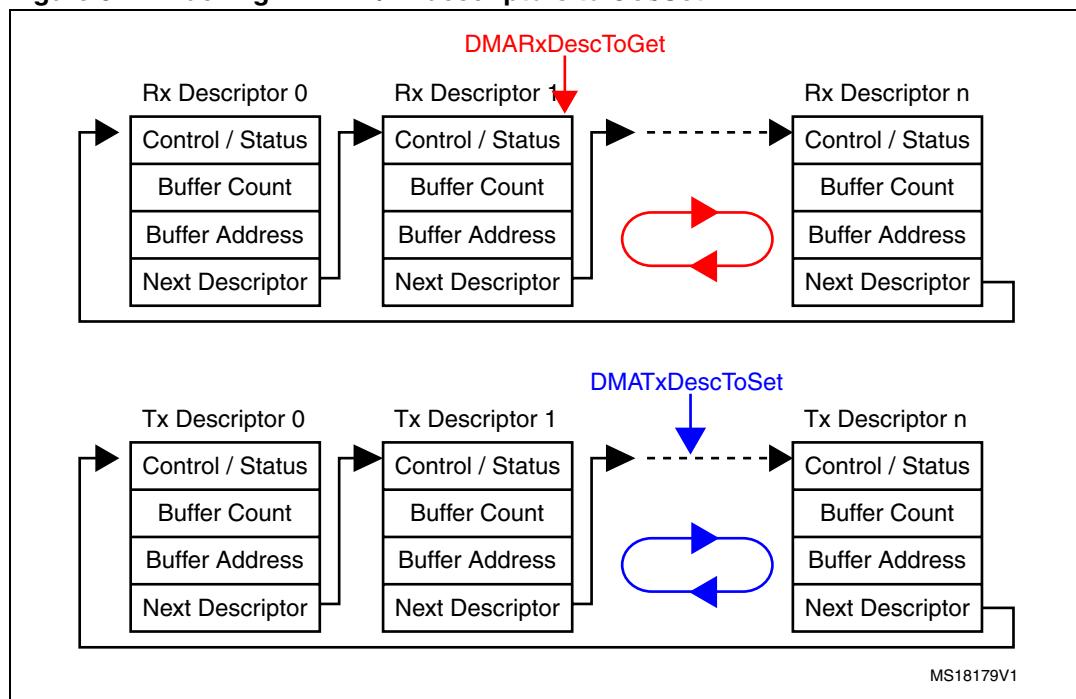 DMARxDescToGet
Rx Descriptor 0 Rx Descriptor 1 Rx Descriptor n
Control / Status Control / Status Control / Status
Buffer Count Buffer Count Buffer Count
Buffer Address Buffer Address Buffer Address
Next Descriptor Next Descriptor Next Descriptor
DMATxDescToSet
Tx Descriptor 0 Tx Descriptor 1 Tx Descriptor n
Control / Status Control / Status Control / Status
Buffer Count Buffer Count Buffer Count
Buffer Address Buffer Address Buffer Address
Next Descriptor Next Descriptor Next Descriptor
MS18179V1